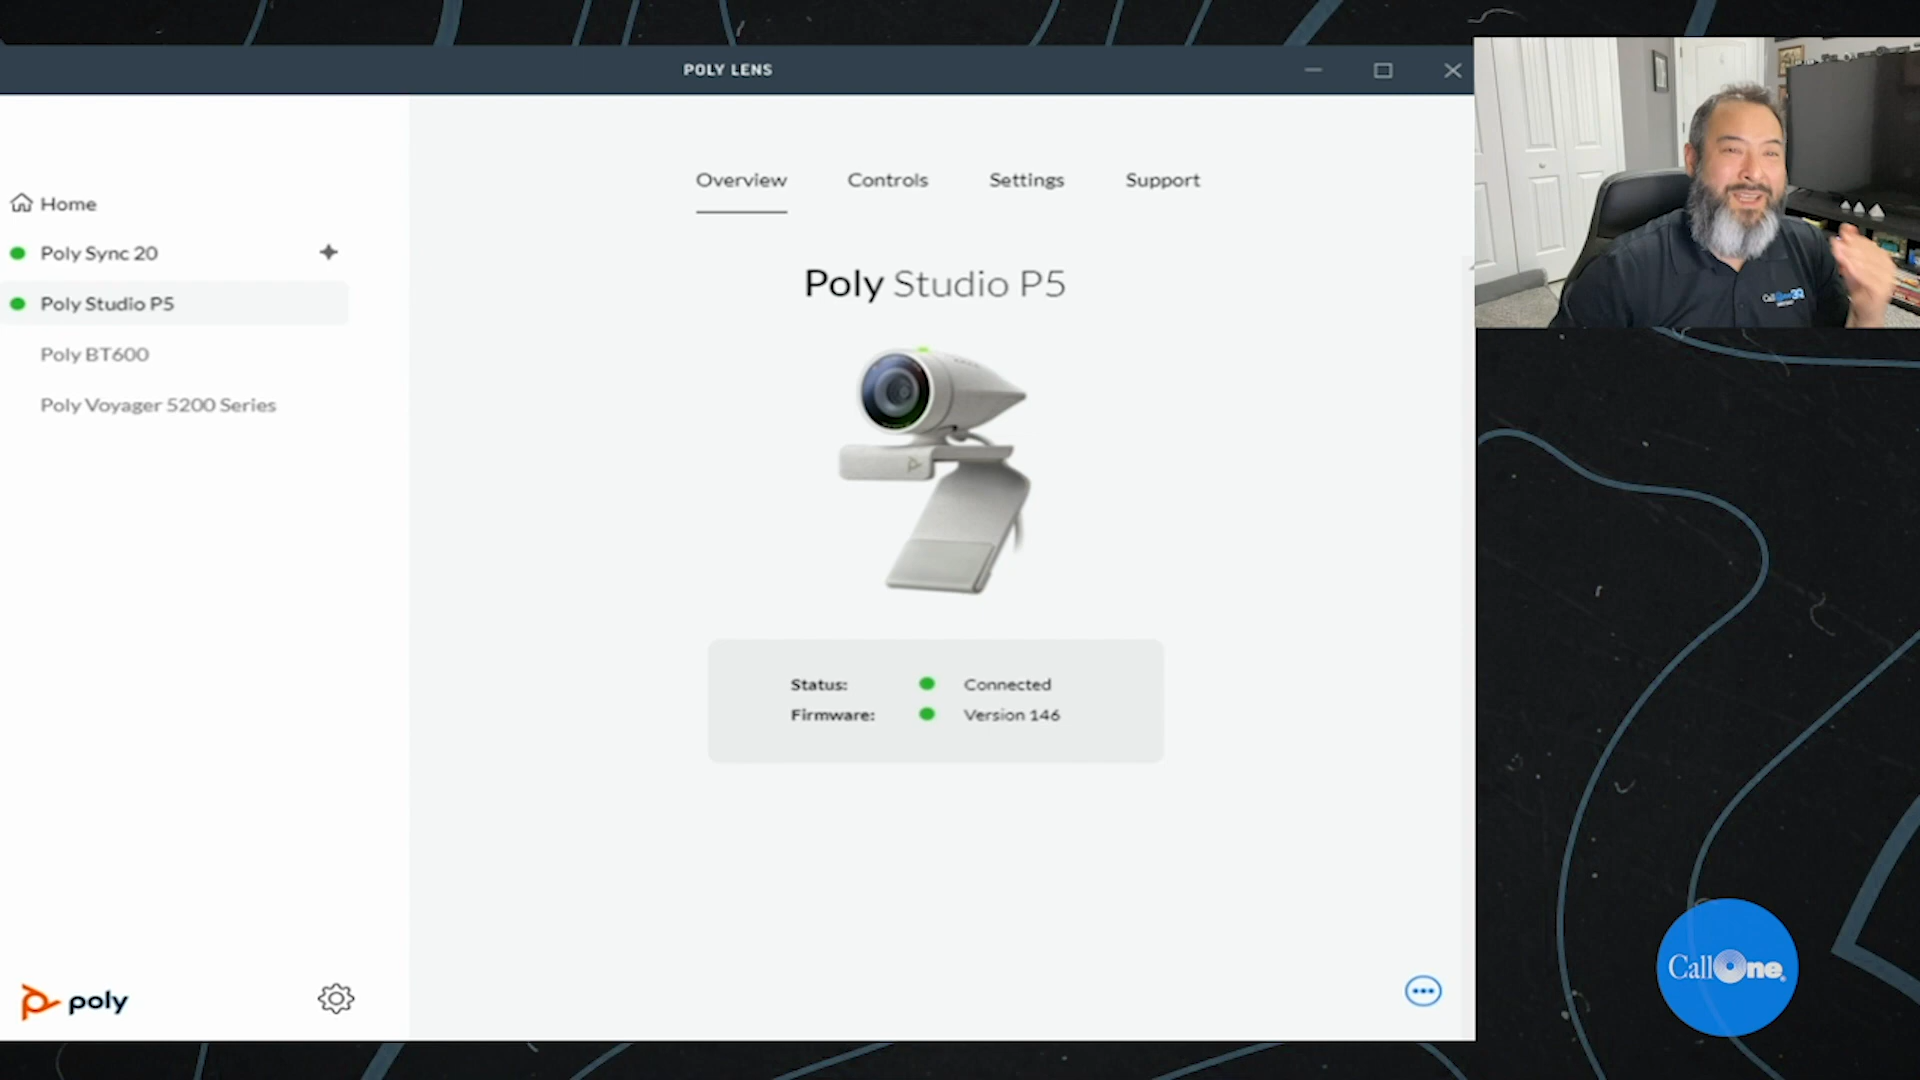 POLY LENS
Home
Poly Sync 20
Poly Studio P5
Poly BT600
Poly Voyager 5200 Series
poly
Overview Controls Settings Support
Poly Studio P5
Status: Connected
Firmware: Version 146
CallOne